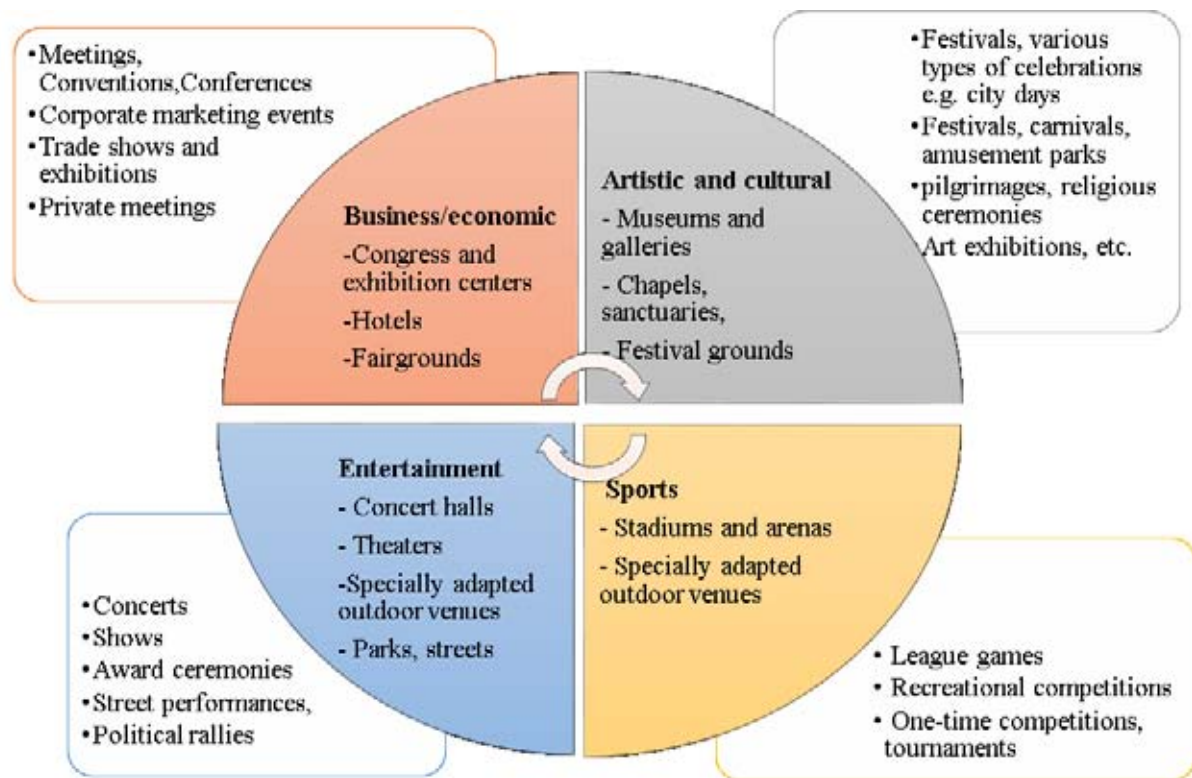 •Meetings,
Conventions,Conferences
•Corporate marketing events
•Trade shows and
exhibitions
•Private meetings
Business/economic
-Congress and
exhibition centers
-Hotels
-Fairgrounds
Artistic and cultural
- Museums and
galleries
- Chapels,
sanctuaries,
- Festival grounds
•Festivals, various
types of celebrations
e.g. city days
•Festivals, carnivals,
amusement parks
•pilgrimages, religious
ceremonies
•Art exhibitions, etc.
Entertainment
- Concert halls
- Theaters
-Specially adapted
outdoor venues
- Parks, streets
•Concerts
•Shows
•Award ceremonies
•Street performances,
•Political rallies
Sports
- Stadiums and arenas
- Specially adapted
outdoor venues
• League games
• Recreational competitions
• One-time competitions,
tournaments